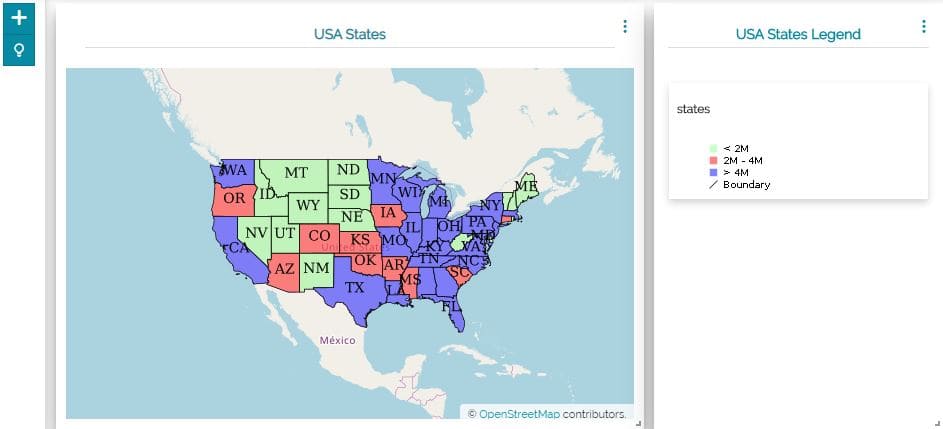 USA States
USA States Legend
states
< 2M
2M - 4M
> 4M
Boundary
WA
MT
ND
MN
ME
OR
ID
SD
WI
MI
NY
WY
IA
NE
NV
UT
CO
KS
MO
IL
OH
PA
MD
CA
United States
KY
VA
TN
NC
AZ
NM
OK
AR
SC
MS
TX
LA
FL
México
© OpenStreetMap contributors.